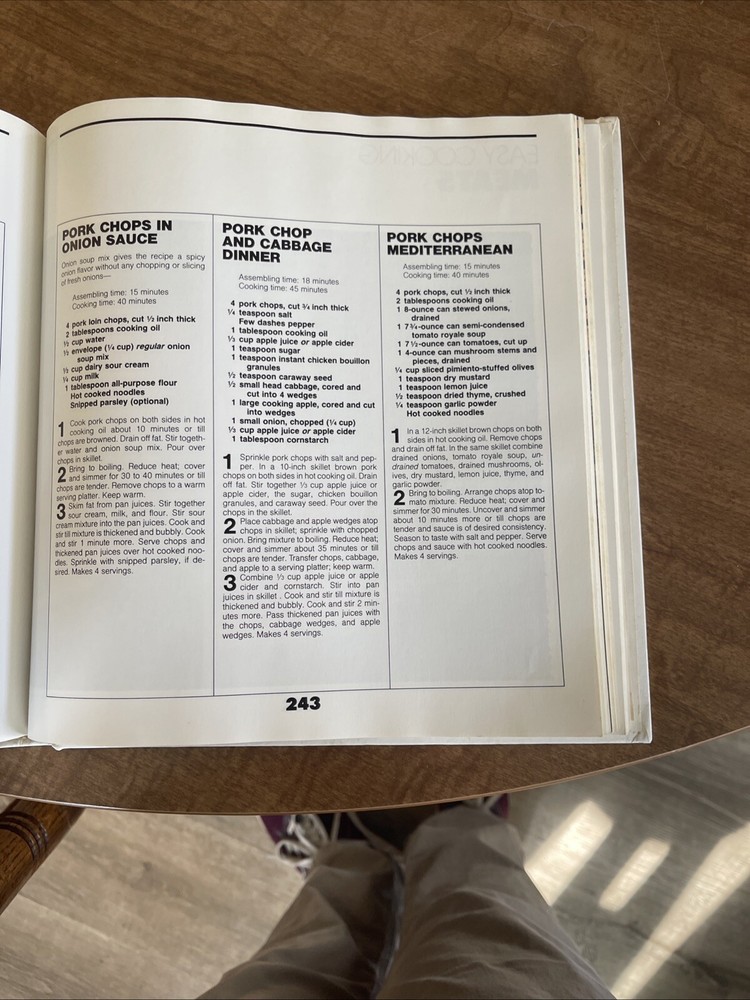 PORK CHOPS IN
ONION SAUCE
Onion soup mix gives the recipe a spicy
onion flavor without any chopping or slicing
of fresh onions—
Assembling time: 15 minutes
Cooking time: 40 minutes
4 pork loin chops, cut ½ inch thick
2 tablespoons cooking oil
½ cup water
½ envelope (¼ cup) regular onion
soup mix
½ cup dairy sour cream
¼ cup milk
1 tablespoon all-purpose flour
Hot cooked noodles
Snipped parsley (optional)
1 Cook pork chops on both sides in hot
cooking oil about 10 minutes or till
chops are browned. Drain off fat. Stir togeth-
er water and onion soup mix. Pour over
chops in skillet.
2 Bring to boiling. Reduce heat; cover
and simmer for 30 to 40 minutes or till
chops are tender. Remove chops to a warm
serving platter. Keep warm.
3 Skim fat from pan juices. Stir together
sour cream, milk, and flour. Stir sour
cream mixture into the pan juices. Cook and
stir till mixture is thickened and bubbly. Cook
and stir 1 minute more. Serve chops and
thickened pan juices over hot cooked noo-
dles. Sprinkle with snipped parsley, if de-
sired. Makes 4 servings.
PORK CHOP
AND CABBAGE
DINNER
Assembling time: 18 minutes
Cooking time: 45 minutes
4 pork chops, cut ¾ inch thick
¼ teaspoon salt
Few dashes pepper
1 tablespoon cooking oil
⅓ cup apple juice or apple cider
1 teaspoon sugar
1 teaspoon instant chicken bouillon
granules
½ teaspoon caraway seed
½ small head cabbage, cored and
cut into 4 wedges
1 large cooking apple, cored and cut
into wedges
1 small onion, chopped (¼ cup)
⅓ cup apple juice or apple cider
1 tablespoon cornstarch
1 Sprinkle pork chops with salt and pep-
per. In a 10-inch skillet brown pork
chops on both sides in hot cooking oil. Drain
off fat. Stir together ⅓ cup apple juice or
apple cider, the sugar, chicken bouillon
granules, and caraway seed. Pour over the
chops in the skillet.
2 Place cabbage and apple wedges atop
chops in skillet; sprinkle with chopped
onion. Bring mixture to boiling. Reduce heat;
cover and simmer about 35 minutes or till
chops are tender. Transfer chops, cabbage,
and apple to a serving platter; keep warm.
3 Combine ⅓ cup apple juice or apple
cider and cornstarch. Stir into pan
juices in skillet . Cook and stir till mixture is
thickened and bubbly. Cook and stir 2 min-
utes more. Pass thickened pan juices with
the chops, cabbage wedges, and apple
wedges. Makes 4 servings.
PORK CHOPS
MEDITERRANEAN
Assembling time: 15 minutes
Cooking time: 40 minutes
4 pork chops, cut ½ inch thick
2 tablespoons cooking oil
1 8-ounce can stewed onions,
drained
1 7¾-ounce can semi-condensed
tomato royale soup
1 7½-ounce can tomatoes, cut up
1 4-ounce can mushroom stems and
pieces, drained
¼ cup sliced pimiento-stuffed olives
1 teaspoon dry mustard
1 teaspoon lemon juice
½ teaspoon dried thyme, crushed
¼ teaspoon garlic powder
Hot cooked noodles
1 In a 12-inch skillet brown chops on both
sides in hot cooking oil. Remove chops
and drain off fat. In the same skillet combine
drained onions, tomato royale soup, un-
drained tomatoes, drained mushrooms, ol-
ives, dry mustard, lemon juice, thyme, and
garlic powder.
2 Bring to boiling. Arrange chops atop to-
mato mixture. Reduce heat; cover and
simmer for 30 minutes. Uncover and simmer
about 10 minutes more or till chops are
tender and sauce is of desired consistency.
Season to taste with salt and pepper. Serve
chops and sauce with hot cooked noodles.
Makes 4 servings.
243